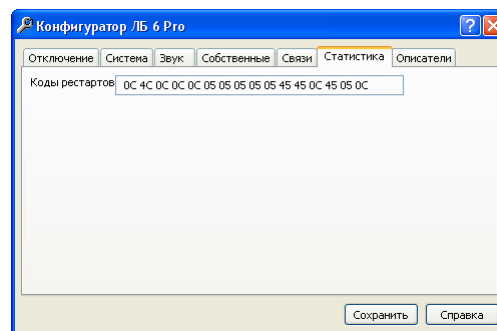 Конфигуратор ЛБ 6 Pro
Отключение Система Звук Собственные Связи Статистика Описатели
Коды рестартов 0C 4C 0C 0C 0C 05 05 05 05 05 45 45 0C 45 05 0C
Сохранить Справка